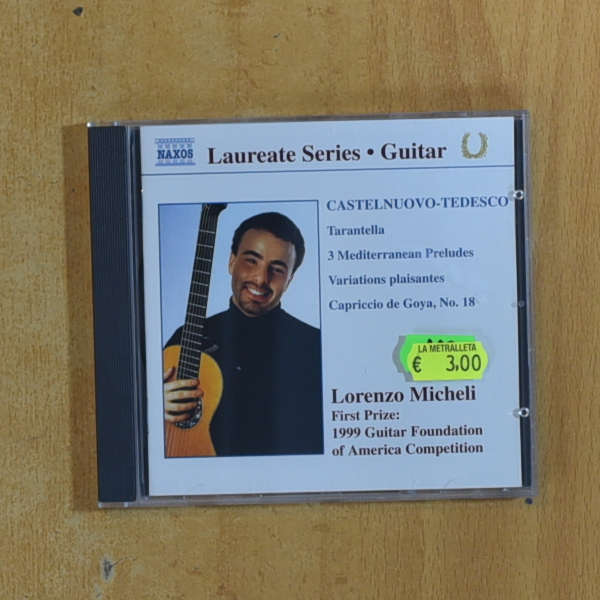 NAXOS
Laureate Series • Guitar
CASTELNUOVO-TEDESCO
Tarantella
3 Mediterranean Preludes
Variations plaisantes
Capriccio de Goya, No. 18
LA METRALLETA
€ 3,00
Lorenzo Micheli
First Prize:
1999 Guitar Foundation
of America Competition